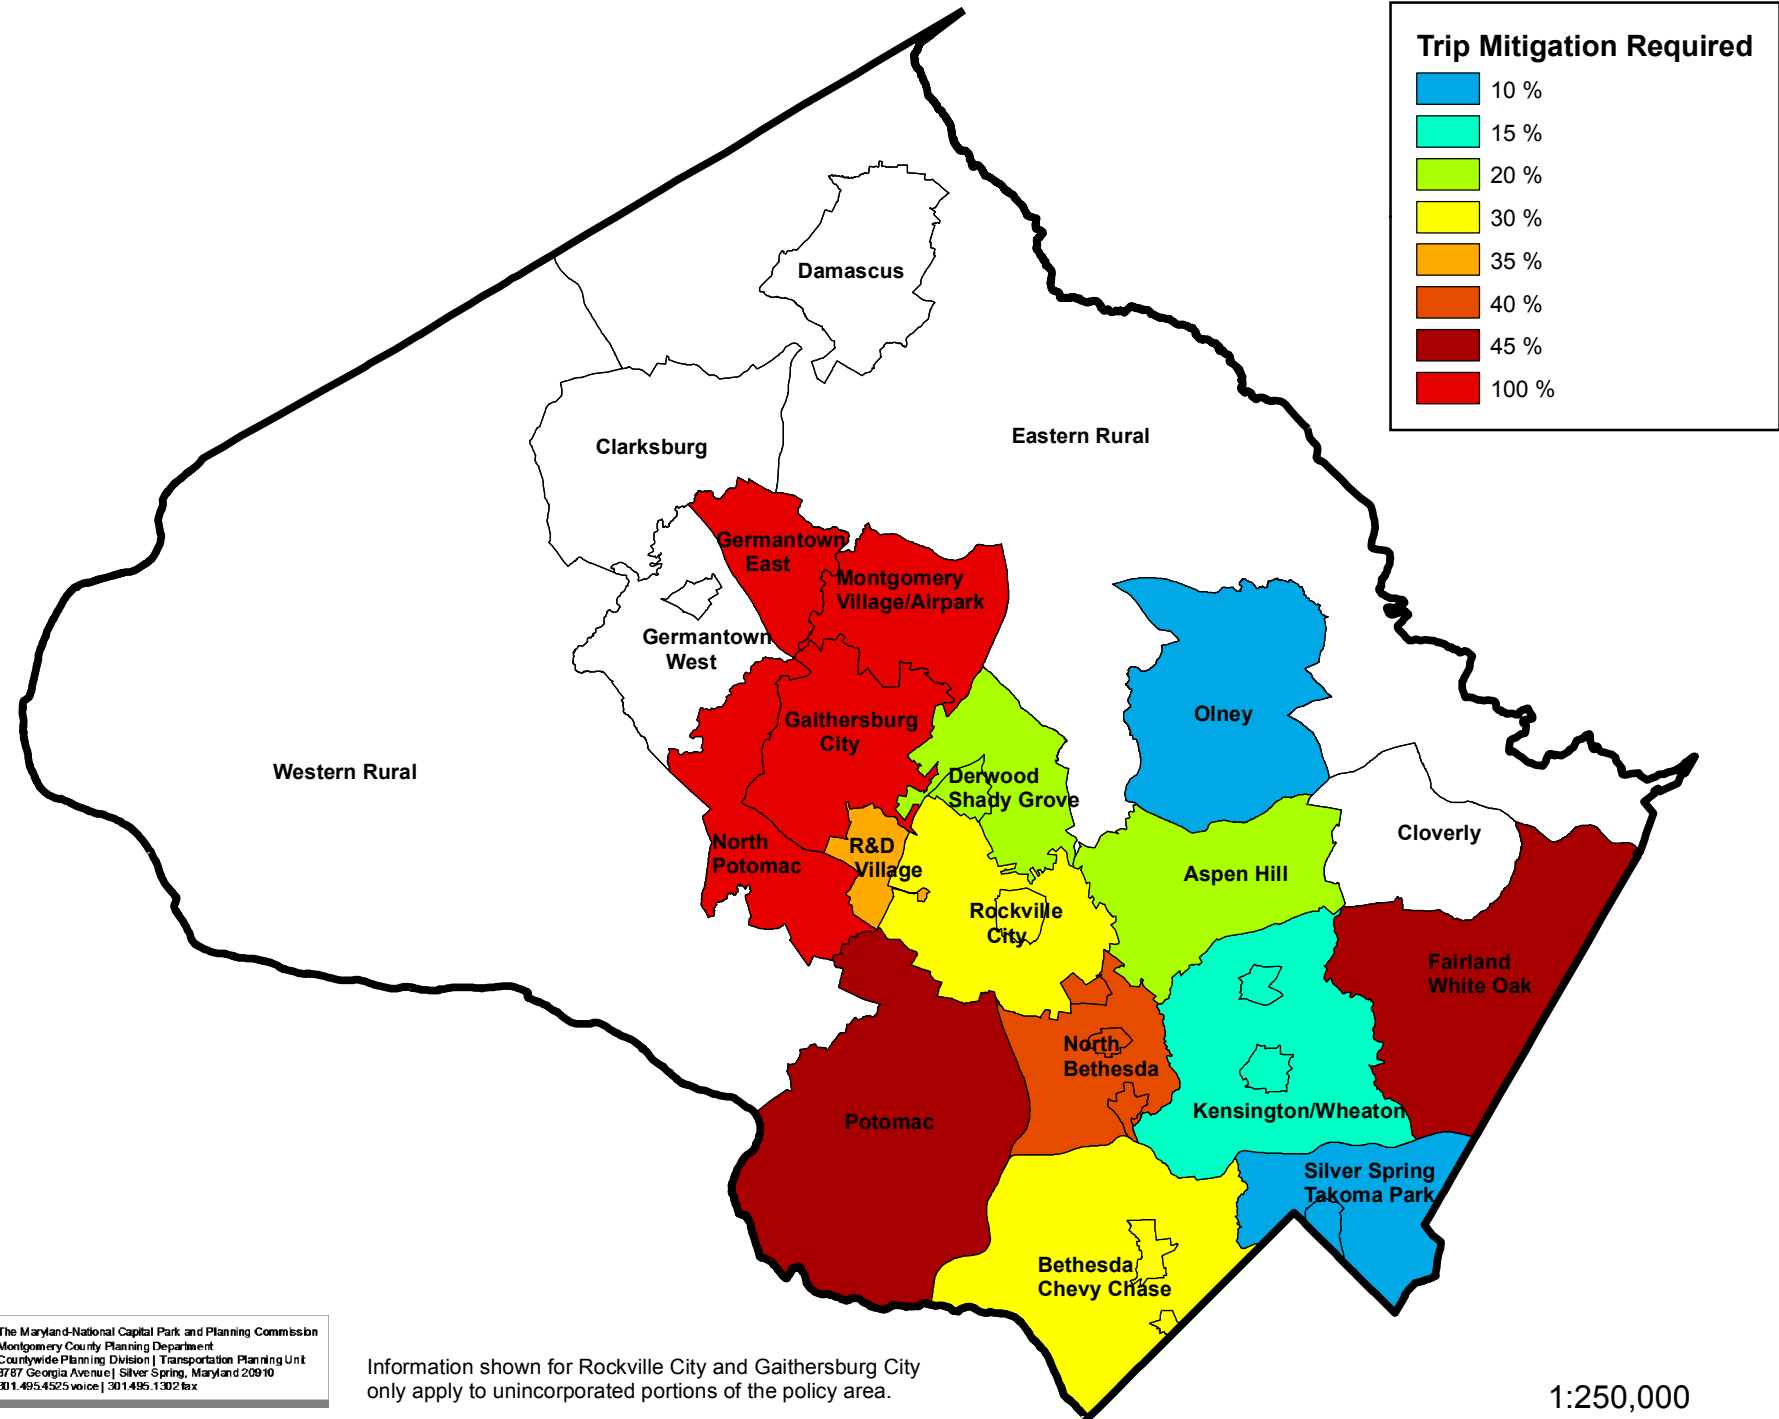 Trip Mitigation Required
10 %
15 %
20 %
30 %
35 %
40 %
45 %
100 %
Damascus
Clarksburg
Eastern Rural
Germantown
East
Montgomery
Village/Airpark
Germantown
West
Gaithersburg
City
Olney
Western Rural
Derwood
Shady Grove
North
Potomac
R&D
Village
Cloverly
Aspen Hill
Rockville
City
Fairland
White Oak
North
Bethesda
Kensington/Wheaton
Potomac
Silver Spring
Takoma Park
Bethesda
Chevy Chase
The Maryland-National Capital Park and Planning Commission
Montgomery County Planning Department
Countywide Planning Division | Transportation Planning Unit
8787 Georgia Avenue | Silver Spring, Maryland 20910
301.495.4525 voice | 301.495.1302 fax
Information shown for Rockville City and Gaithersburg City
only apply to unincorporated portions of the policy area.
1:250,000